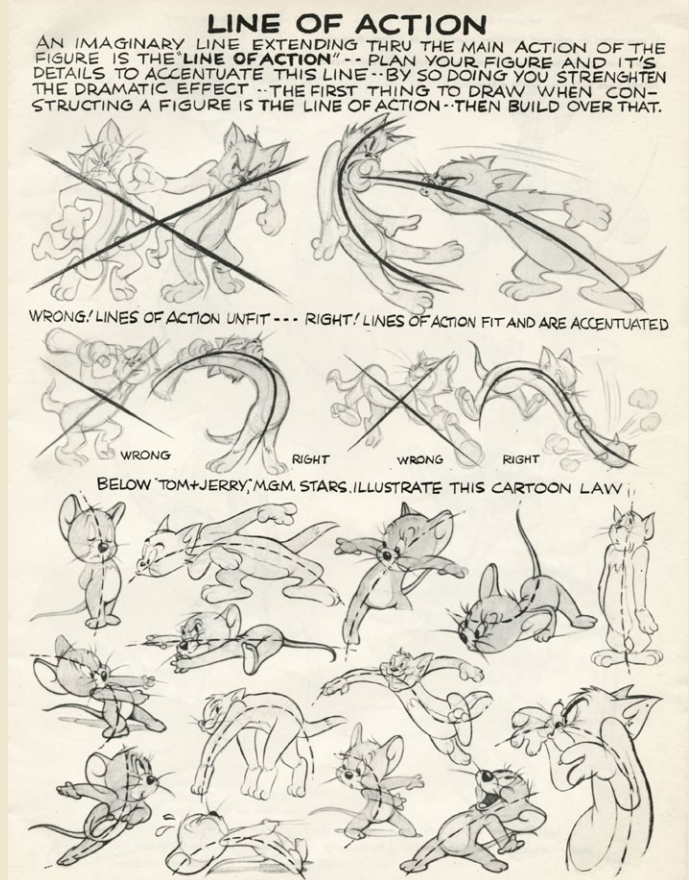 LINE OF ACTION
AN IMAGINARY LINE EXTENDING THRU THE MAIN ACTION OF THE
FIGURE IS THE "LINE OF ACTION" -- PLAN YOUR FIGURE AND IT'S
DETAILS TO ACCENTUATE THIS LINE -- BY SO DOING YOU STRENGHTEN
THE DRAMATIC EFFECT -- THE FIRST THING TO DRAW WHEN CON-
STRUCTING A FIGURE IS THE LINE OF ACTION -- THEN BUILD OVER THAT.
WRONG! LINES OF ACTION UNFIT --- RIGHT! LINES OF ACTION FIT AND ARE ACCENTUATED
WRONG RIGHT WRONG RIGHT
BELOW "TOM + JERRY," M.G.M. STARS. ILLUSTRATE THIS CARTOON LAW